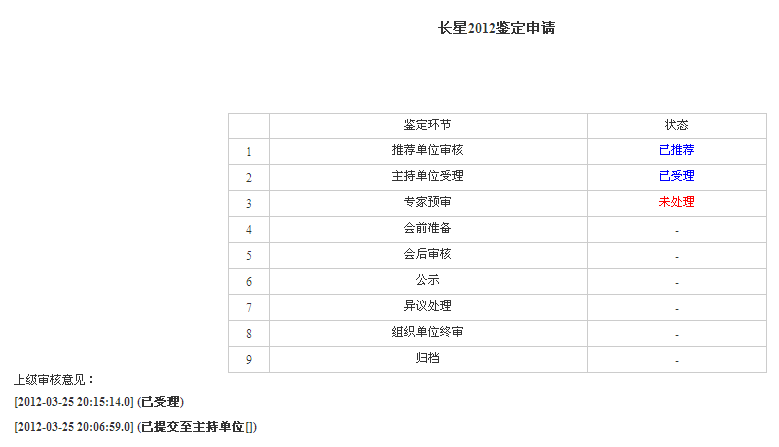 长星2012鉴定申请
鉴定环节 状态
1 推荐单位审核 已推荐
2 主持单位受理 已受理
3 专家预审 未处理
4 会前准备 -
5 会后审核 -
6 公示 -
7 异议处理 -
8 组织单位终审 -
9 归档 -
上级审核意见：
[2012-03-25 20:15:14.0] (已受理)
[2012-03-25 20:06:59.0] (已提交至主持单位[])